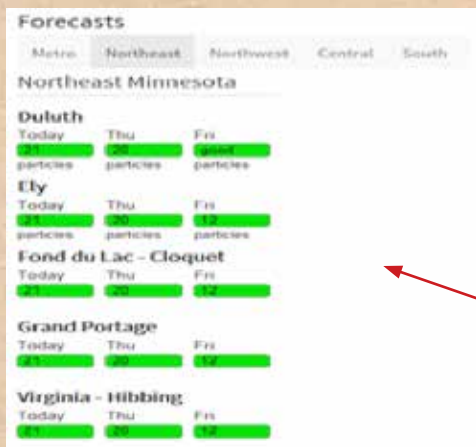 Forecasts
Metro Northeast Northwest Central South
Northeast Minnesota
Duluth
Today Thu Fri
21 20 good
particles particles particles
Ely
Today Thu Fri
21 20 12
particles particles particles
Fond du Lac - Cloquet
Today Thu Fri
21 20 12
Grand Portage
Today Thu Fri
21 20 12
Virginia - Hibbing
Today Thu Fri
21 20 12